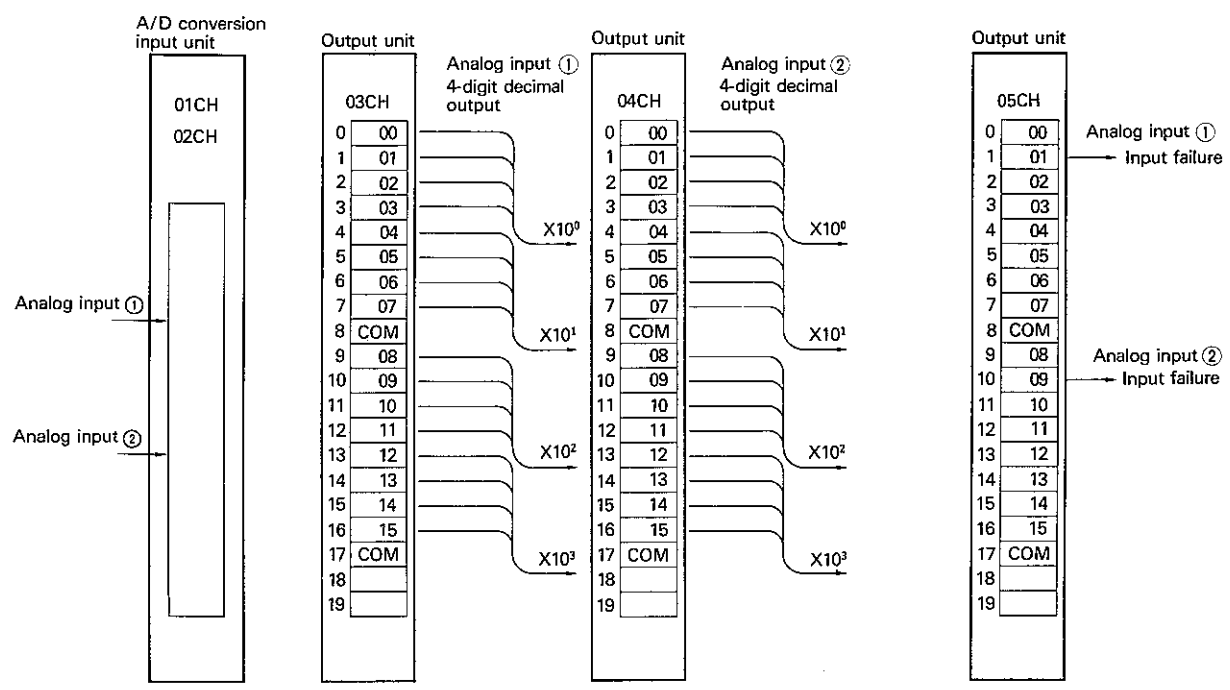 A/D conversion
input unit
01CH
02CH
Analog input ①
Analog input ②
Output unit
03CH
0 00
1 01
2 02
3 03
4 04
5 05
6 06
7 07
8 COM
9 08
10 09
11 10
12 11
13 12
14 13
15 14
16 15
17 COM
18
19
Analog input ①
4-digit decimal
output
X10⁰
X10¹
X10²
X10³
Output unit
04CH
0 00
1 01
2 02
3 03
4 04
5 05
6 06
7 07
8 COM
9 08
10 09
11 10
12 11
13 12
14 13
15 14
16 15
17 COM
18
19
Analog input ②
4-digit decimal
output
X10⁰
X10¹
X10²
X10³
Output unit
05CH
0 00
1 01
2 02
3 03
4 04
5 05
6 06
7 07
8 COM
9 08
10 09
11 10
12 11
13 12
14 13
15 14
16 15
17 COM
18
19
Analog input ①
Input failure
Analog input ②
Input failure